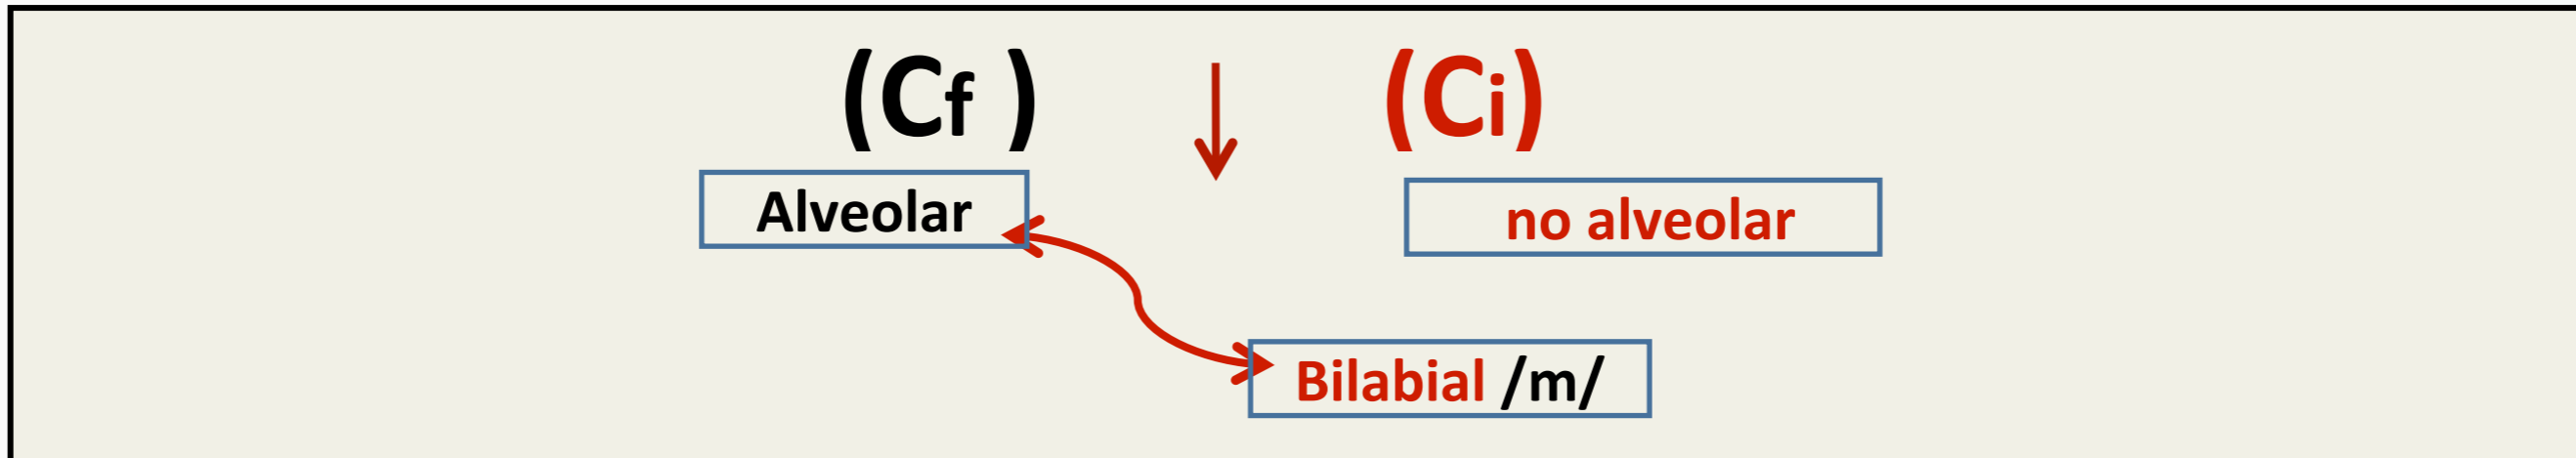 (Cf ) (Ci)
Alveolar no alveolar
Bilabial /m/